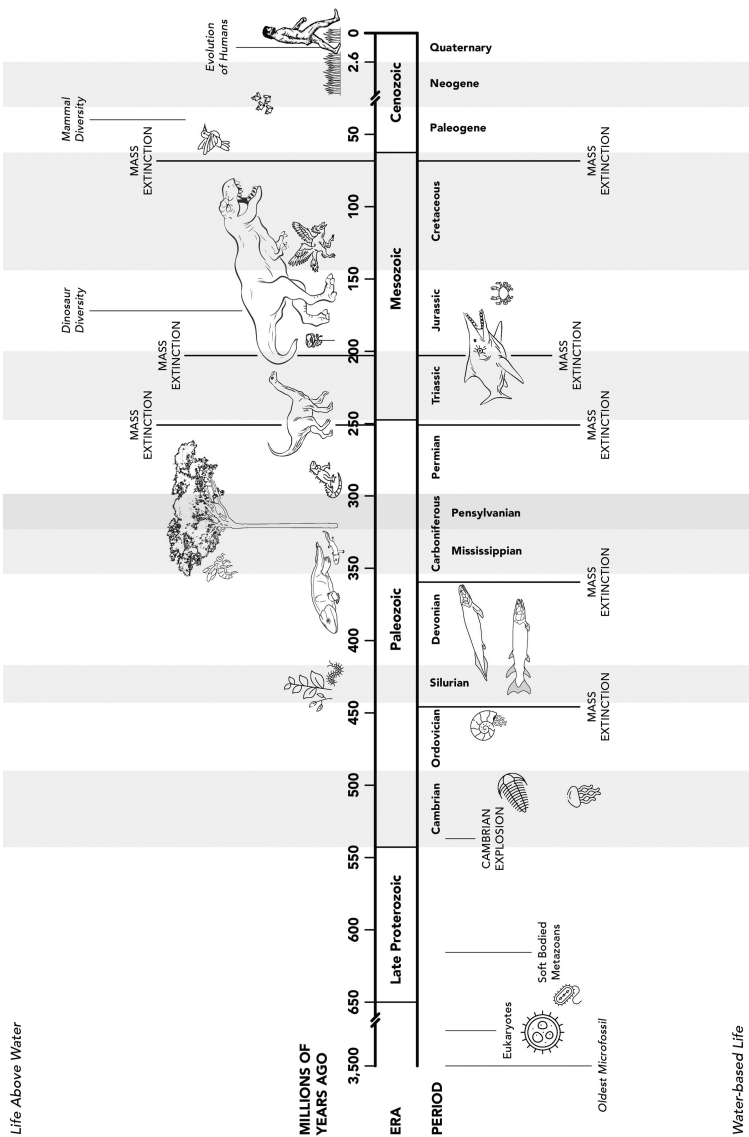 Life Above Water
Dinosaur
Diversity
Mammal
Diversity
MASS
EXTINCTION
MASS
EXTINCTION
MASS
EXTINCTION
Evolution
of Humans
MILLIONS OF
YEARS AGO
3,500 650 600 550 500 450 400 350 300 250 200 150 100 50 2.6 0
ERA
Late Proterozoic
Paleozoic
Mesozoic
Cenozoic
PERIOD
Cambrian
Ordovician
Silurian
Devonian
Carboniferous
Mississippian
Pensylvanian
Permian
Triassic
Jurassic
Cretaceous
Paleogene
Neogene
Quaternary
Oldest Microfossil
Eukaryotes
Soft Bodied
Metazoans
CAMBRIAN
EXPLOSION
MASS
EXTINCTION
MASS
EXTINCTION
MASS
EXTINCTION
MASS
EXTINCTION
MASS
EXTINCTION
Water-based Life